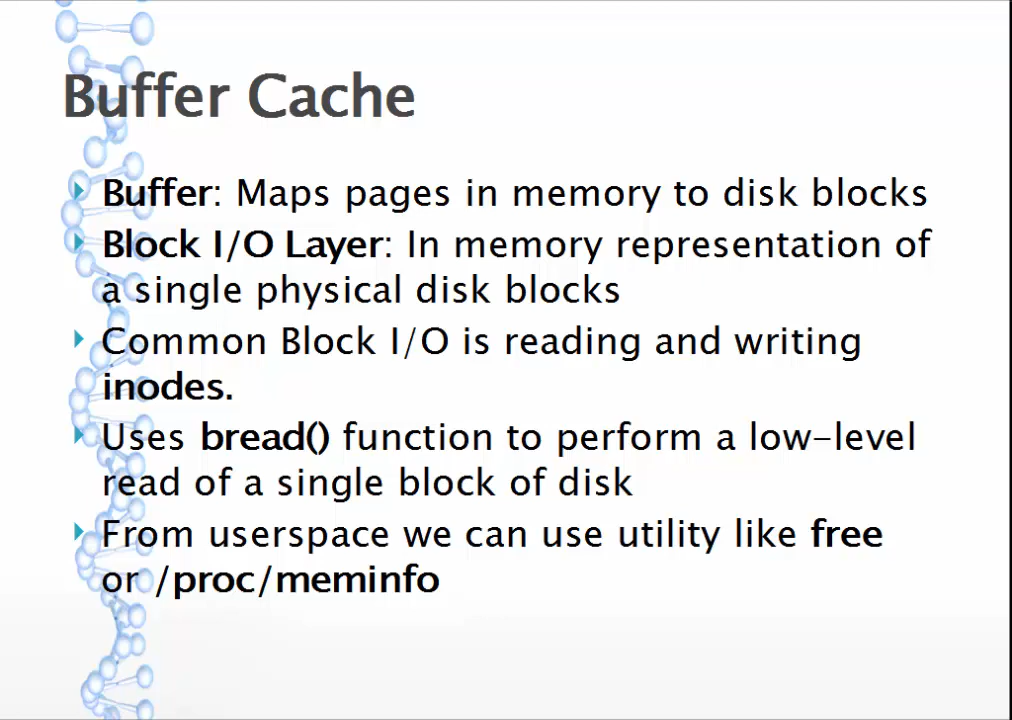 Buffer Cache
Buffer: Maps pages in memory to disk blocks
Block I/O Layer: In memory representation of
a single physical disk blocks
Common Block I/O is reading and writing
inodes.
Uses bread() function to perform a low-level
read of a single block of disk
From userspace we can use utility like free
or /proc/meminfo